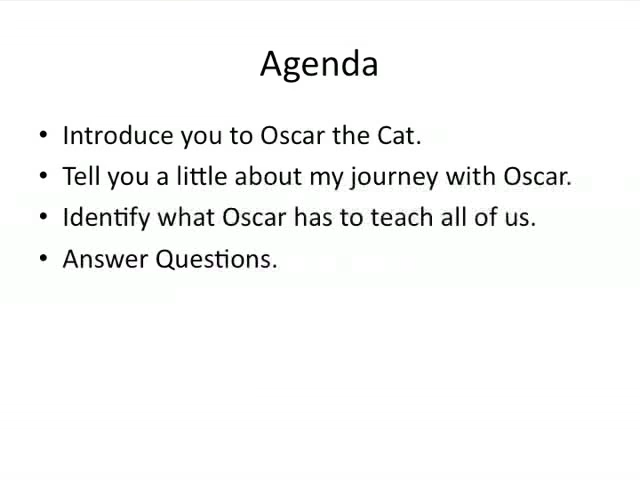 Agenda
• Introduce you to Oscar the Cat.
• Tell you a little about my journey with Oscar.
• Identify what Oscar has to teach all of us.
• Answer Questions.